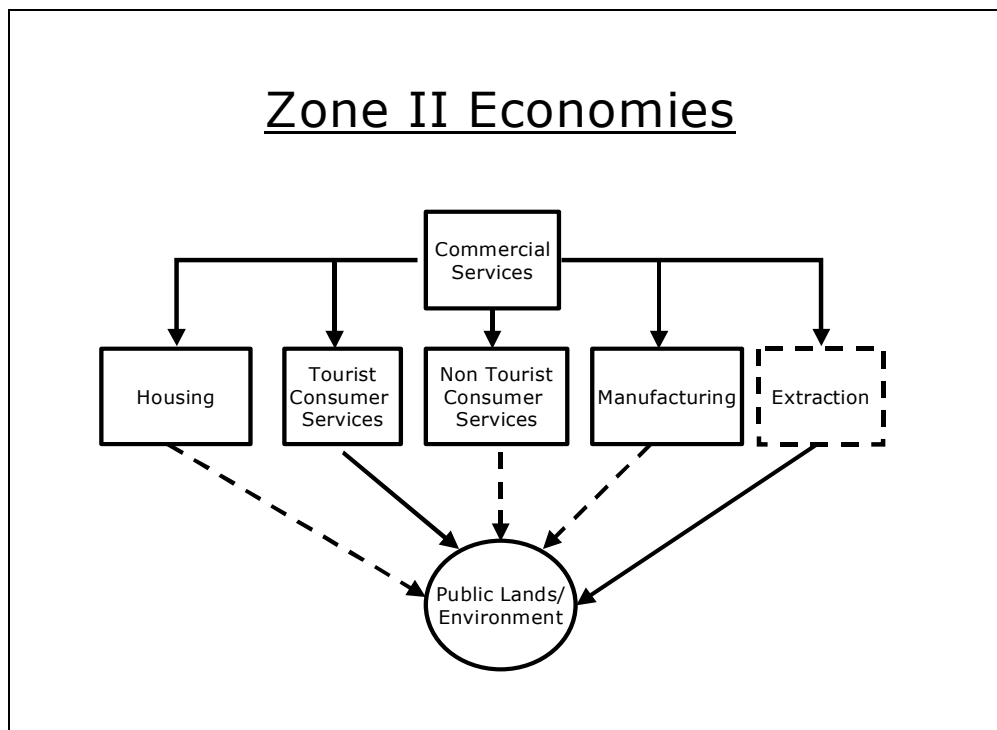 Zone II Economies
Commercial
Services
Housing
Tourist
Consumer
Services
Non Tourist
Consumer
Services
Manufacturing
Extraction
Public Lands/
Environment